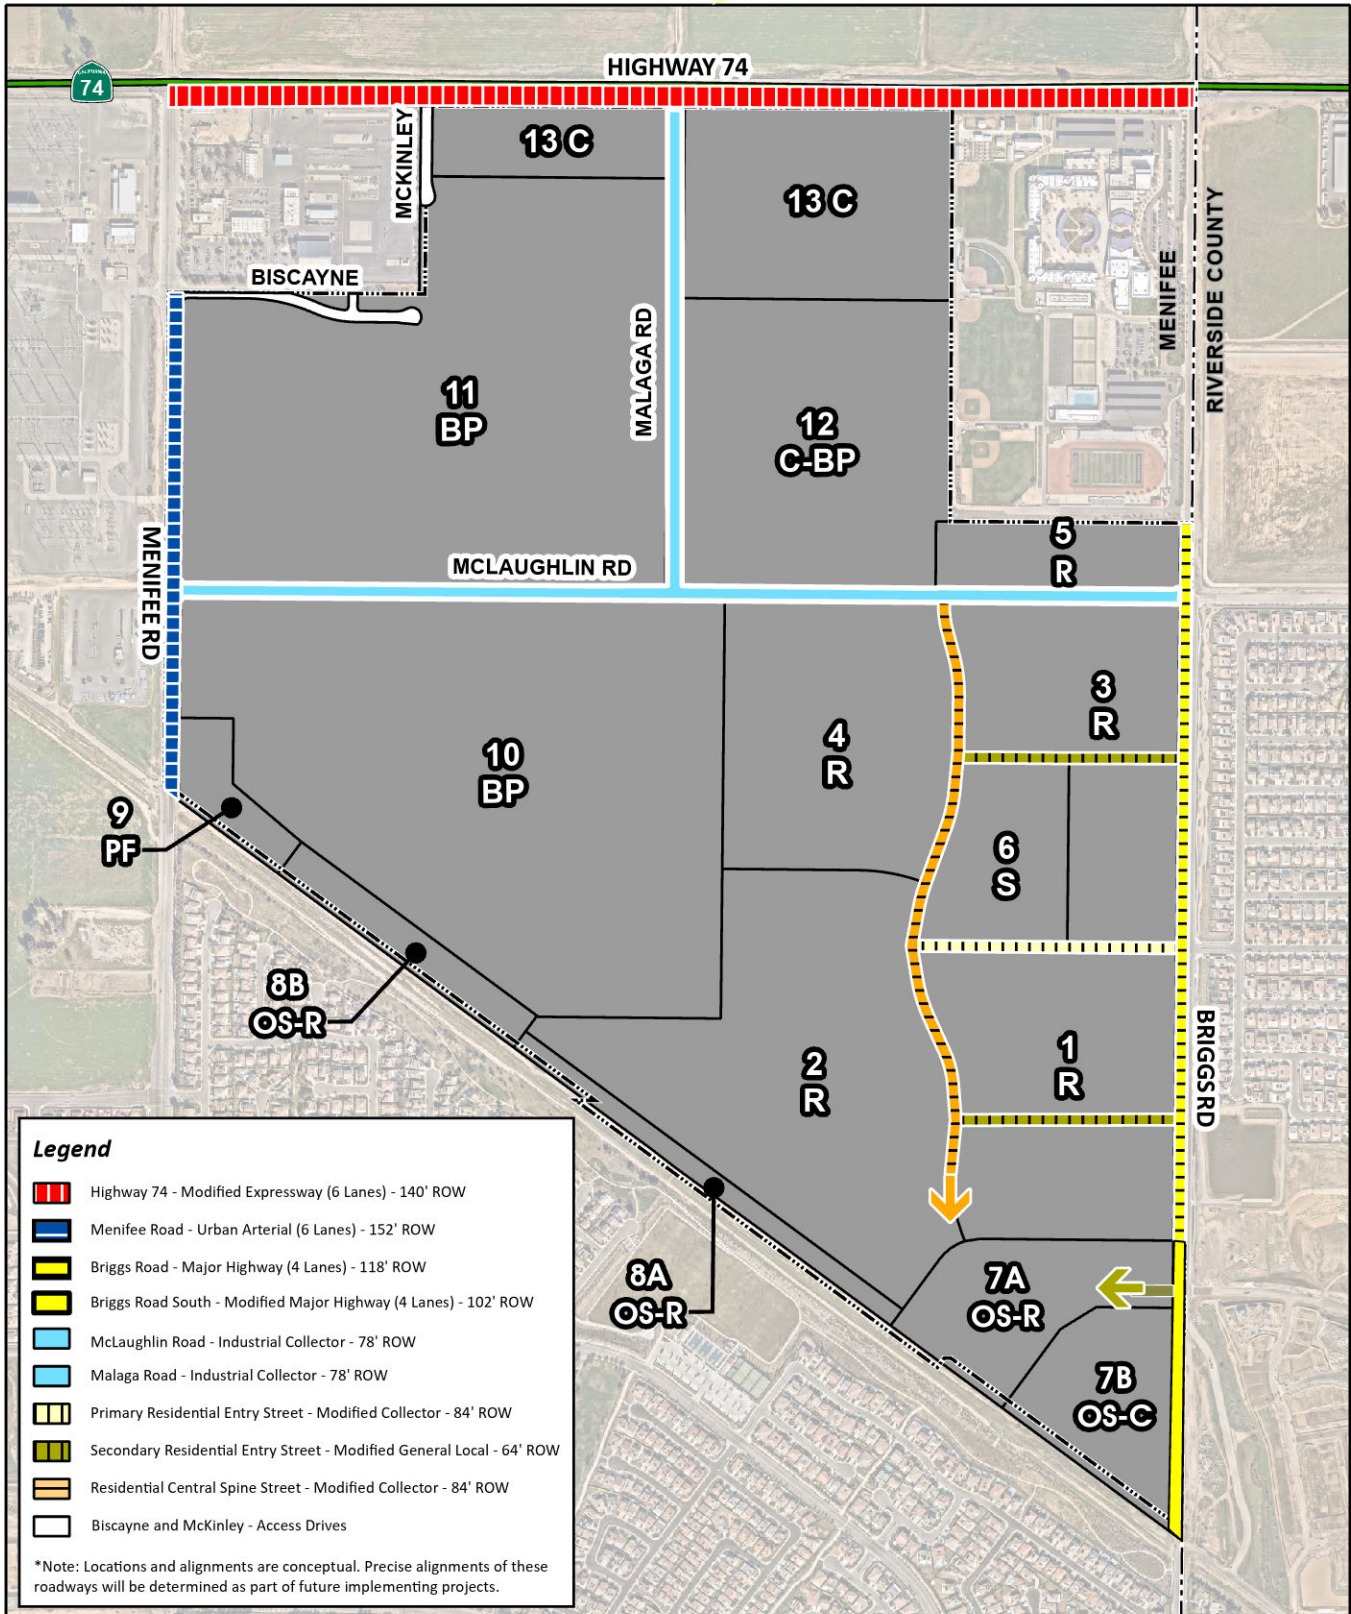 HIGHWAY 74
CALIFORNIA
74
MCKINLEY
13 C
13 C
BISCAYNE
MALAGA RD
MENIFEE
RIVERSIDE COUNTY
11
BP
12
C-BP
5
R
MCLAUGHLIN RD
MENIFEE RD
3
R
4
R
10
BP
9
PF
6
S
8B
OS-R
2
R
1
R
BRIGGS RD
8A
OS-R
7A
OS-R
7B
OS-C
Legend
Highway 74 - Modified Expressway (6 Lanes) - 140' ROW
Menifee Road - Urban Arterial (6 Lanes) - 152' ROW
Briggs Road - Major Highway (4 Lanes) - 118' ROW
Briggs Road South - Modified Major Highway (4 Lanes) - 102' ROW
McLaughlin Road - Industrial Collector - 78' ROW
Malaga Road - Industrial Collector - 78' ROW
Primary Residential Entry Street - Modified Collector - 84' ROW
Secondary Residential Entry Street - Modified General Local - 64' ROW
Residential Central Spine Street - Modified Collector - 84' ROW
Biscayne and McKinley - Access Drives
*Note: Locations and alignments are conceptual. Precise alignments of these
roadways will be determined as part of future implementing projects.